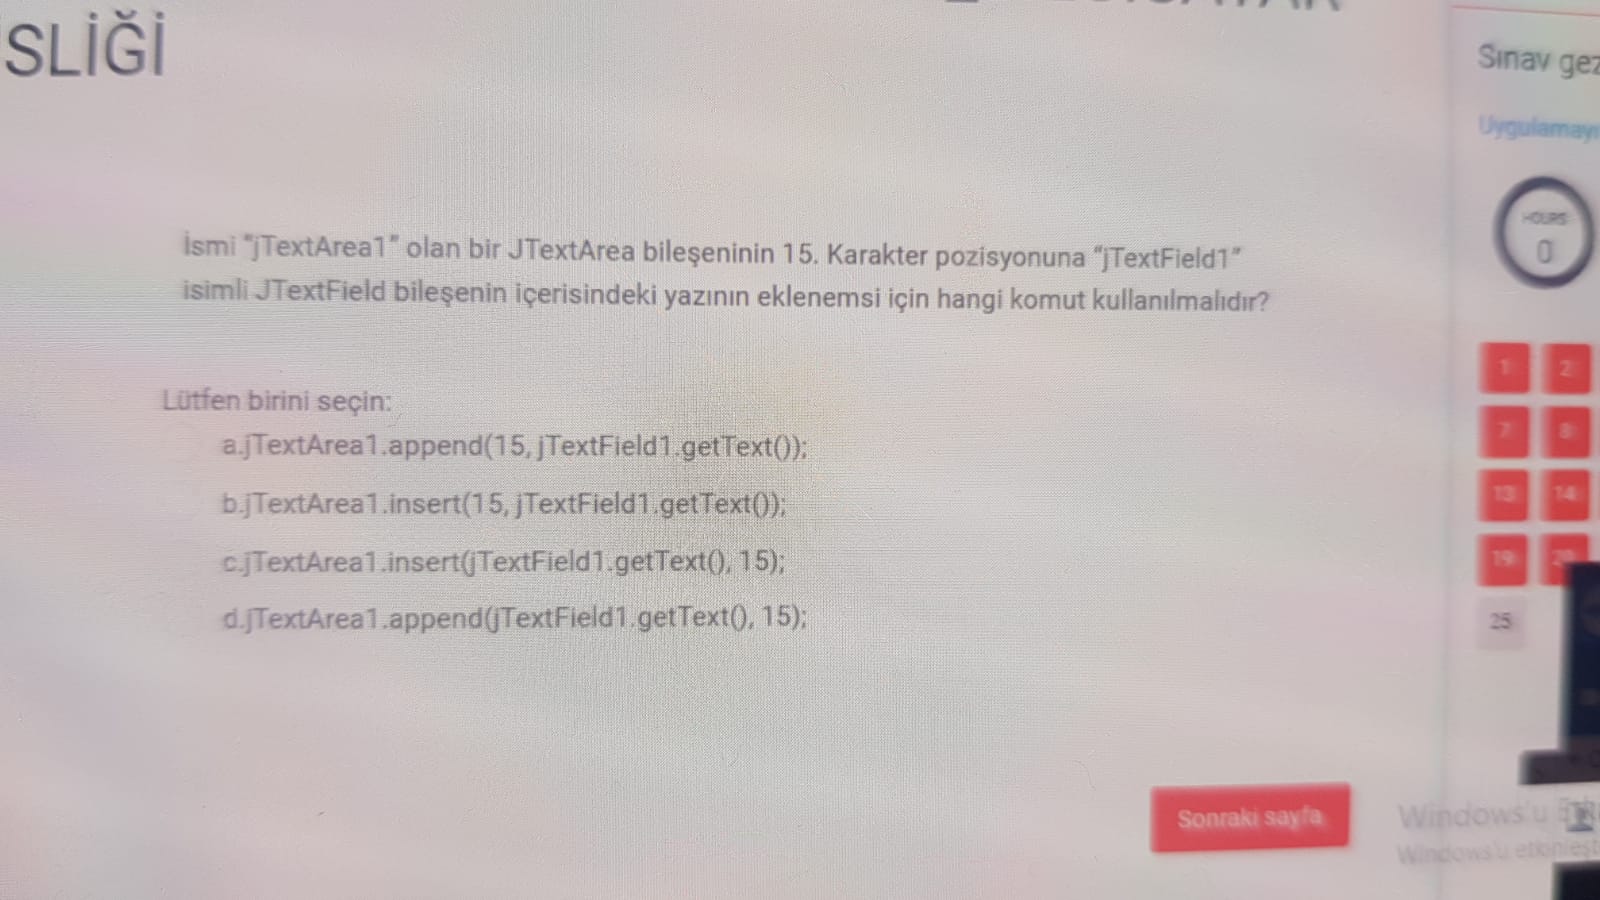 SLİĞİ
Sınav gez
Uygulamayı
HOURS
0
İsmi "jTextArea1" olan bir JTextArea bileşeninin 15. Karakter pozisyonuna “jTextField1”
isimli JTextField bileşenin içerisindeki yazının eklenemsi için hangi komut kullanılmalıdır?
1 2
7 8
13 14
19 20
25
Lütfen birini seçin:
a.jTextArea1.append(15, jTextField1.getText());
b.jTextArea1.insert(15, jTextField1.getText());
c.jTextArea1.insert(jTextField1.getText(), 15);
d.jTextArea1.append(jTextField1.getText(), 15);
Sonraki sayfa
Windows'u
Windows'u etkinleşt